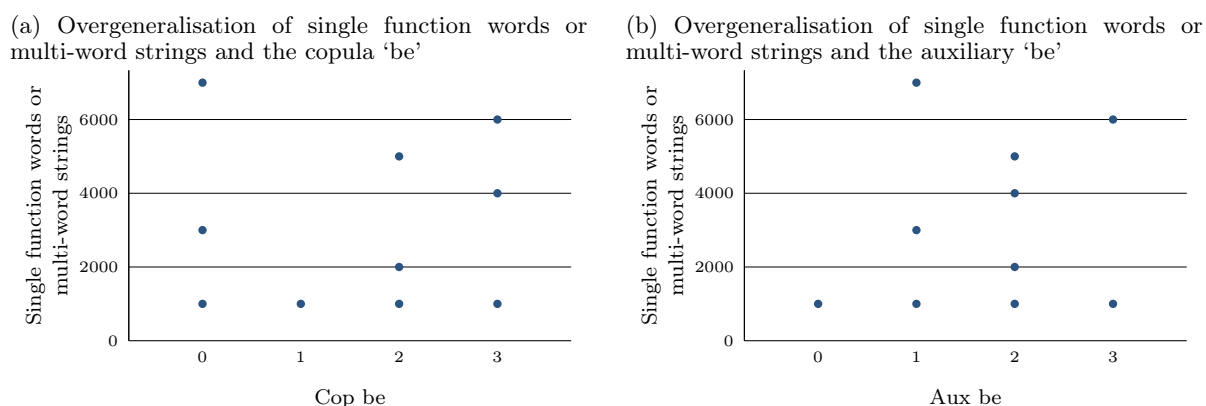 (a) Overgeneralisation of single function words or
multi-word strings and the copula ‘be’
Single function words or
multi-word strings
6000
4000
2000
0
0 1 2 3
Cop be
(b) Overgeneralisation of single function words or
multi-word strings and the auxiliary ‘be’
Single function words or
multi-word strings
6000
4000
2000
0
0 1 2 3
Aux be